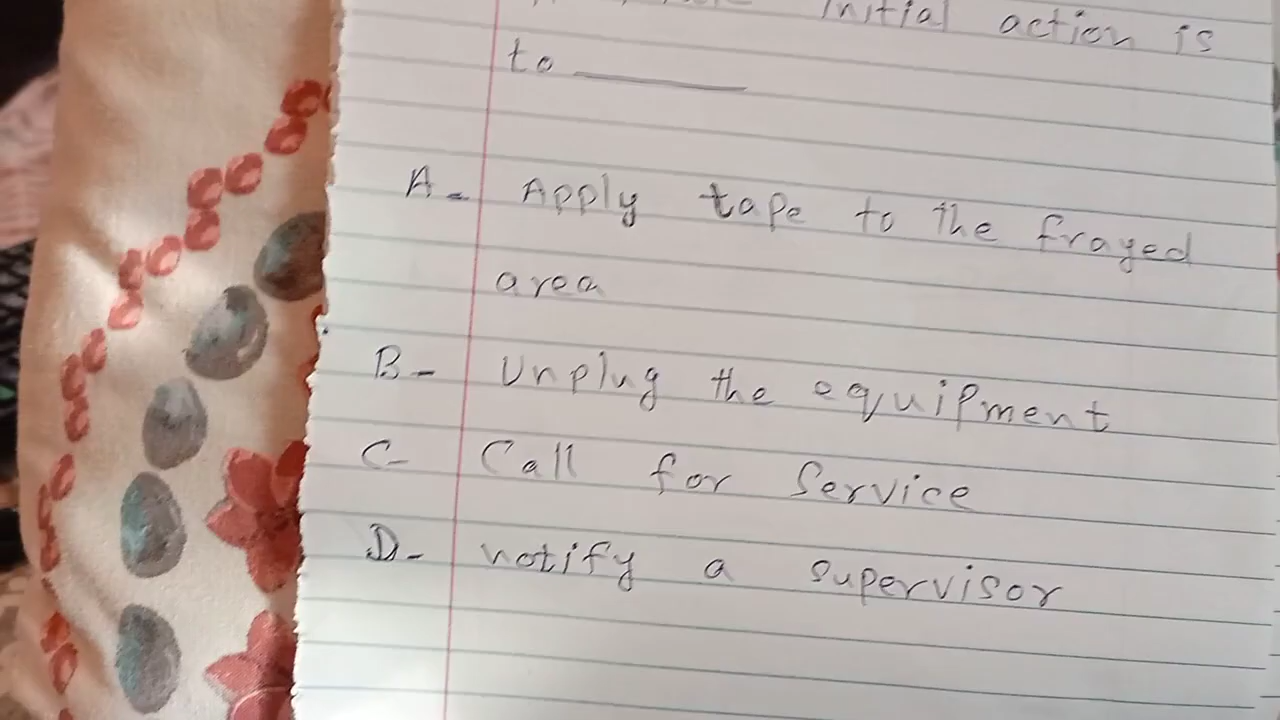 initial action is
to ______
A- Apply tape to the frayed
area
B- Unplug the equipment
C- Call for Service
D- notify a supervisor